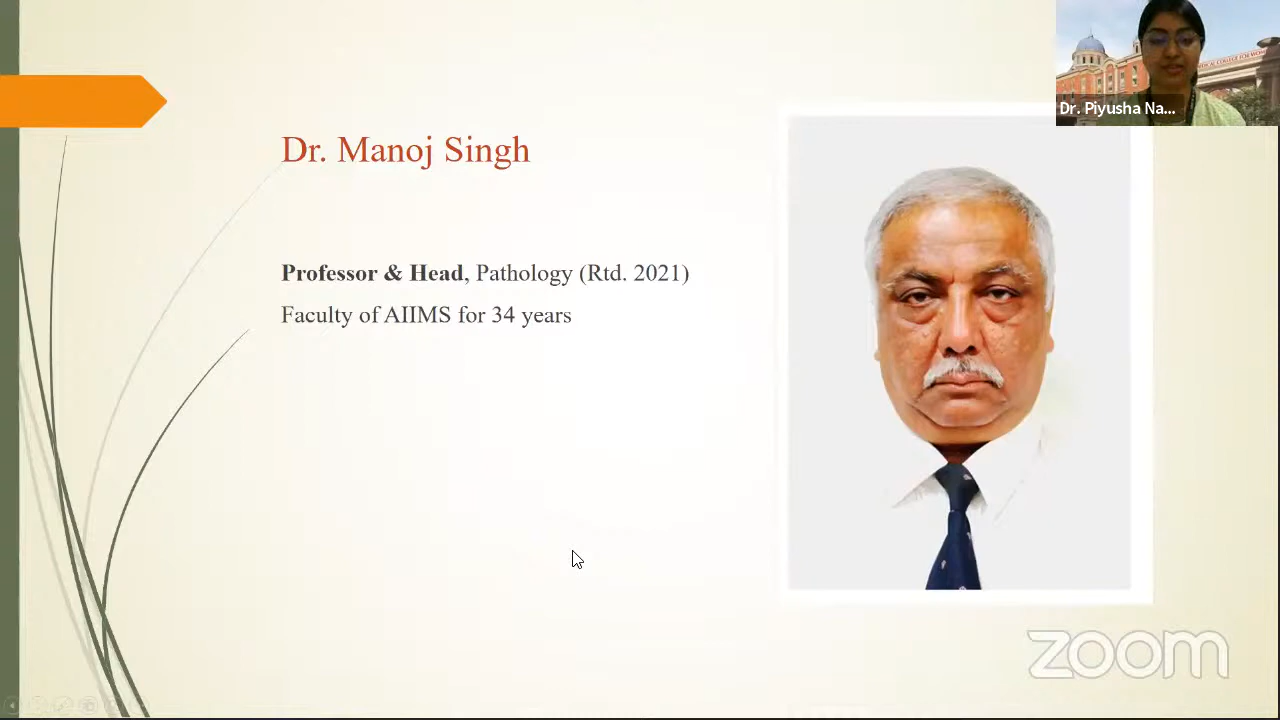 Dr. Piyusha Na...
Dr. Manoj Singh
Professor & Head, Pathology (Rtd. 2021)
Faculty of AIIMS for 34 years
zoom